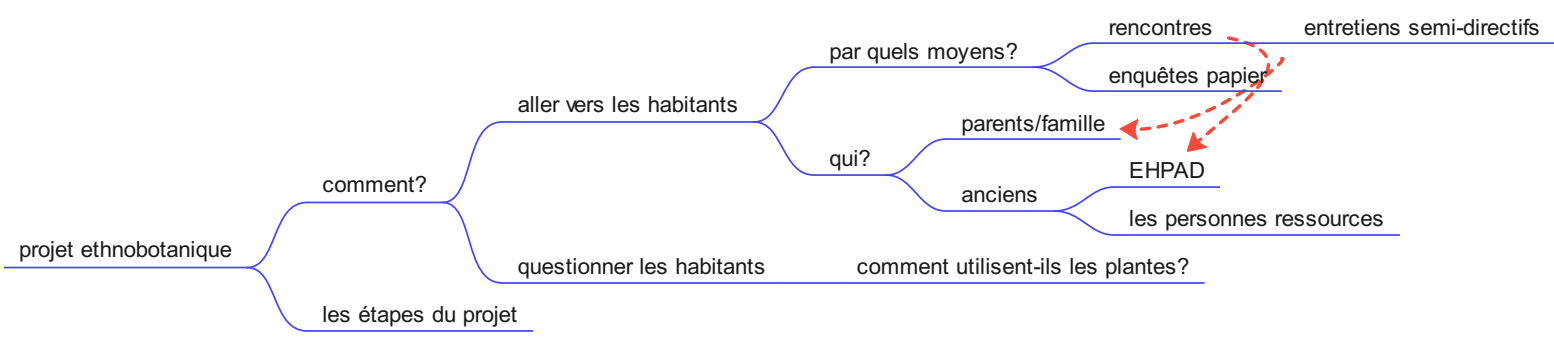 rencontres
entretiens semi-directifs
par quels moyens?
enquêtes papier
aller vers les habitants
parents/famille
qui?
EHPAD
comment?
anciens
les personnes ressources
projet ethnobotanique
questionner les habitants
comment utilisent-ils les plantes?
les étapes du projet